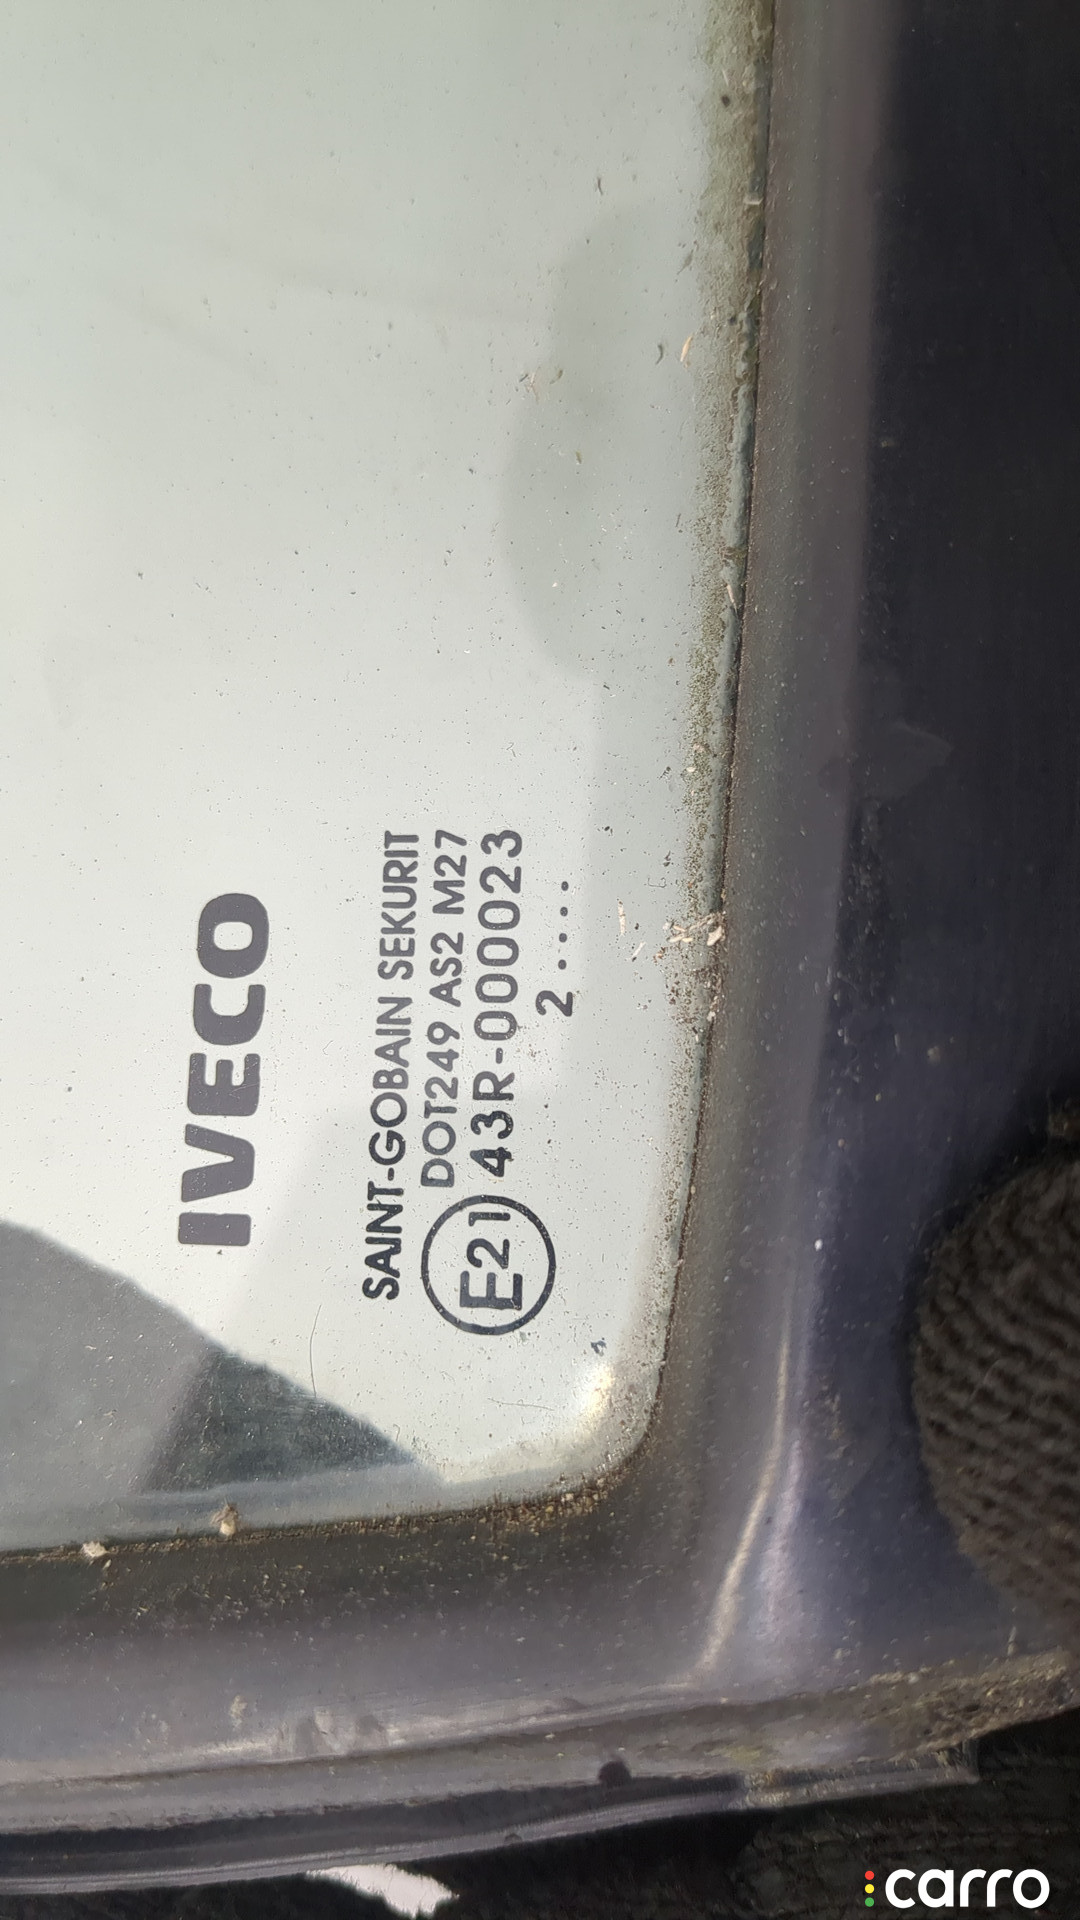 IVECO
SAINT-GOBAIN SEKURIT
DOT249 AS2 M27
E21 43R-000023
2.....
carro